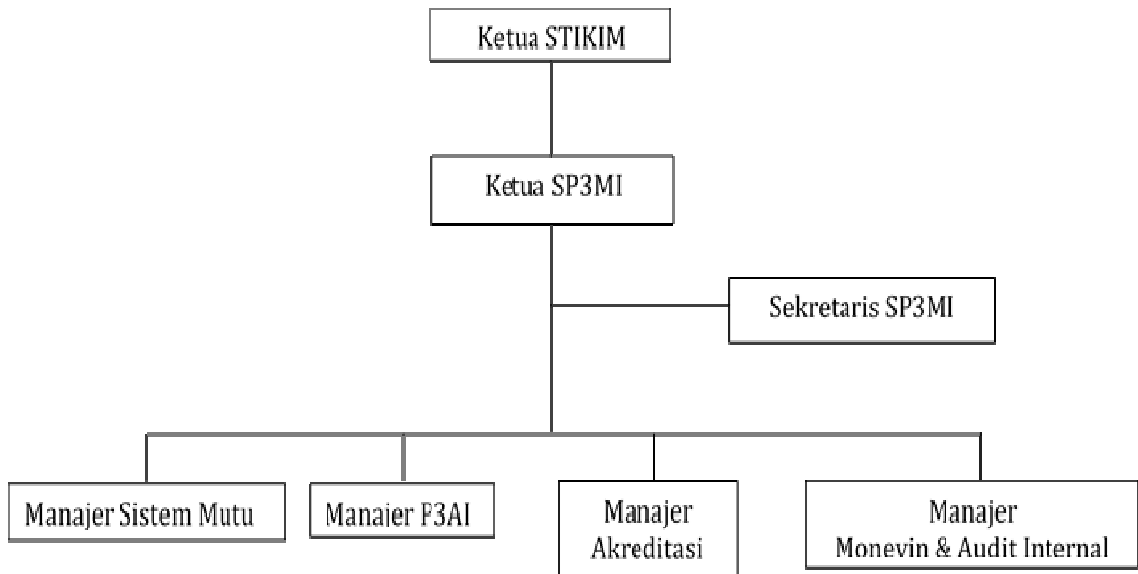 Ketua STIKIM
Ketua SP3MI
Sekretaris SP3MI
Manajer Sistem Mutu
Manajer P3AI
Manajer
Akreditasi
Manajer
Monevin & Audit Internal